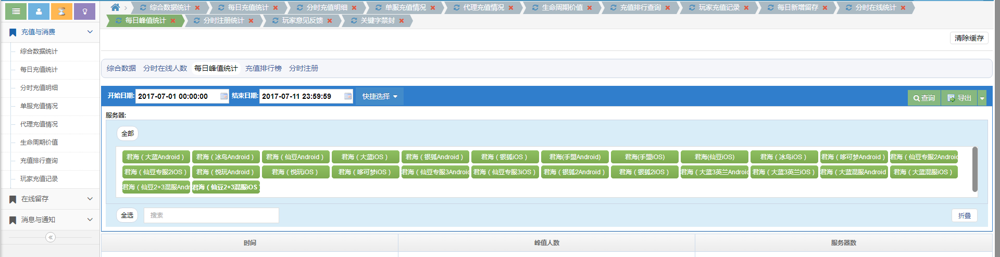 综合数据统计 每日充值统计 分时充值明细 单服充值情况 代理充值情况 生命周期价值 充值排行查询 玩家充值记录 每日新增留存 分时在线统计
每日峰值统计 分时注册统计 玩家意见反馈 关键字禁封
充值与消费
综合数据统计
每日充值统计
分时充值明细
单服充值情况
代理充值情况
生命周期价值
充值排行查询
玩家充值记录
在线留存
消息与通知
清除缓存
综合数据 分时在线人数 每日峰值统计 充值排行榜 分时注册
开始日期: 2017-07-01 00:00:00 结束日期: 2017-07-11 23:59:59 快捷选择 查询 导出
服务器:
全部
君海（大蓝Android） 君海（冰鸟Android） 君海（仙豆Android） 君海（大蓝iOS） 君海（银狐Android） 君海（银狐iOS） 君海(手盟Android) 君海(手盟iOS) 君海(仙豆iOS) 君海（冰鸟iOS） 君海（哆可梦Android） 君海（仙豆专服2Android
君海（仙豆专服2iOS） 君海（悦玩Android） 君海（悦玩iOS） 君海（哆可梦iOS） 君海（仙豆专服3Android 君海（仙豆专服3iOS） 君海（银狐2Android） 君海（银狐2iOS） 君海（大蓝3英兰Android 君海（大蓝3英兰iOS） 君海（大蓝混服Android 君海（大蓝混服iOS）
君海（仙豆2+3混服Andr 君海（仙豆2+3混服iOS）
全选 搜索 折叠
时间 峰值人数 服务器数